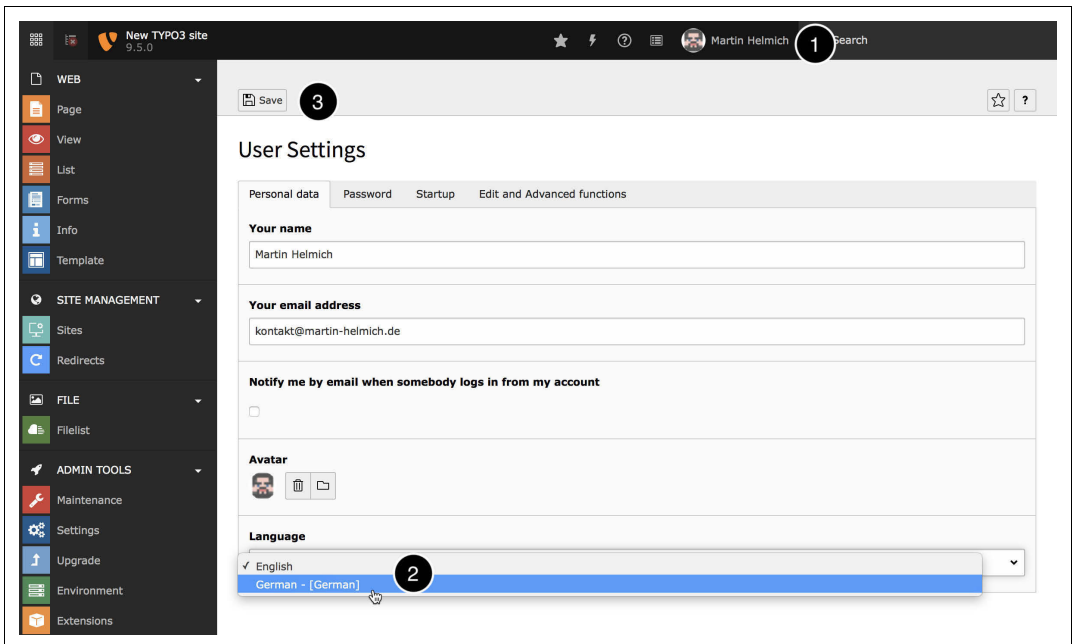 New TYPO3 site
9.5.0
Martin Helmich
1
Search
WEB
Page
View
List
Forms
Info
Template
SITE MANAGEMENT
Sites
Redirects
FILE
Filelist
ADMIN TOOLS
Maintenance
Settings
Upgrade
Environment
Extensions
Save
3
?
User Settings
Personal data Password Startup Edit and Advanced functions
Your name
Martin Helmich
Your email address
kontakt@martin-helmich.de
Notify me by email when somebody logs in from my account
Avatar
Language
✓ English
German - [German]
2